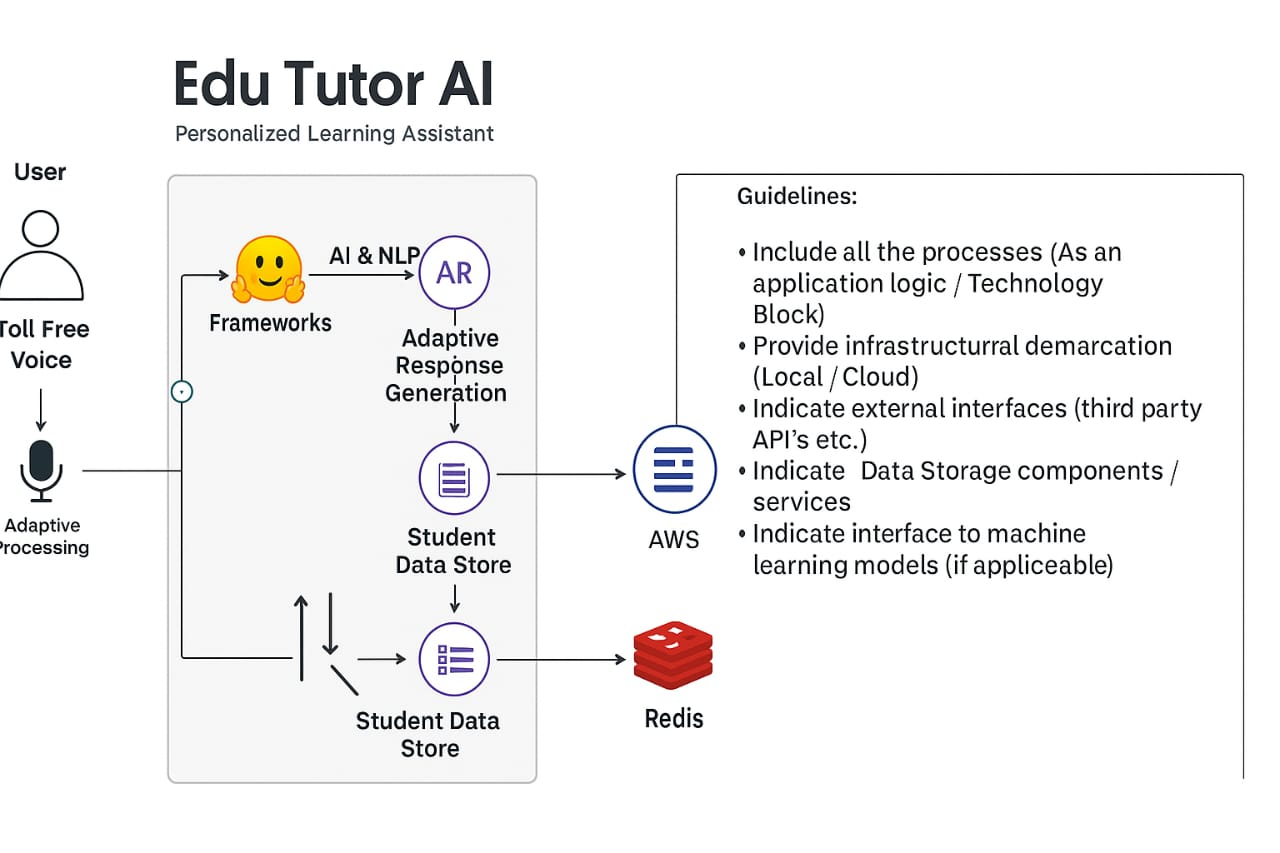 Edu Tutor AI
Personalized Learning Assistant
User
Toll Free
Voice
Adaptive
Processing
AI & NLP
AR
Frameworks
Adaptive
Response
Generation
Student
Data Store
Student Data
Store
AWS
Redis
Guidelines:
• Include all the processes (As an
application logic / Technology
Block)
• Provide infrastructurral demarcation
(Local / Cloud)
• Indicate external interfaces (third party
API's etc.)
• Indicate Data Storage components /
services
• Indicate interface to machine
learning models (if appliceable)